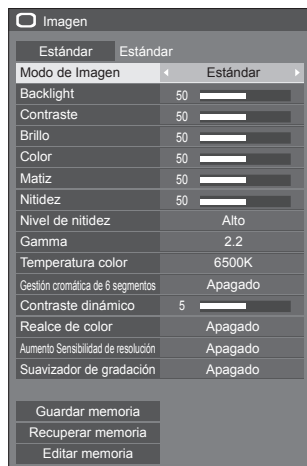 Imagen
Estándar Estándar
Modo de Imagen Estándar
Backlight 50
Contraste 50
Brillo 50
Color 50
Matiz 50
Nitidez 50
Nivel de nitidez Alto
Gamma 2.2
Temperatura color 6500K
Gestión cromática de 6 segmentos Apagado
Contraste dinámico 5
Realce de color Apagado
Aumento Sensibilidad de resolución Apagado
Suavizador de gradación Apagado
Guardar memoria
Recuperar memoria
Editar memoria